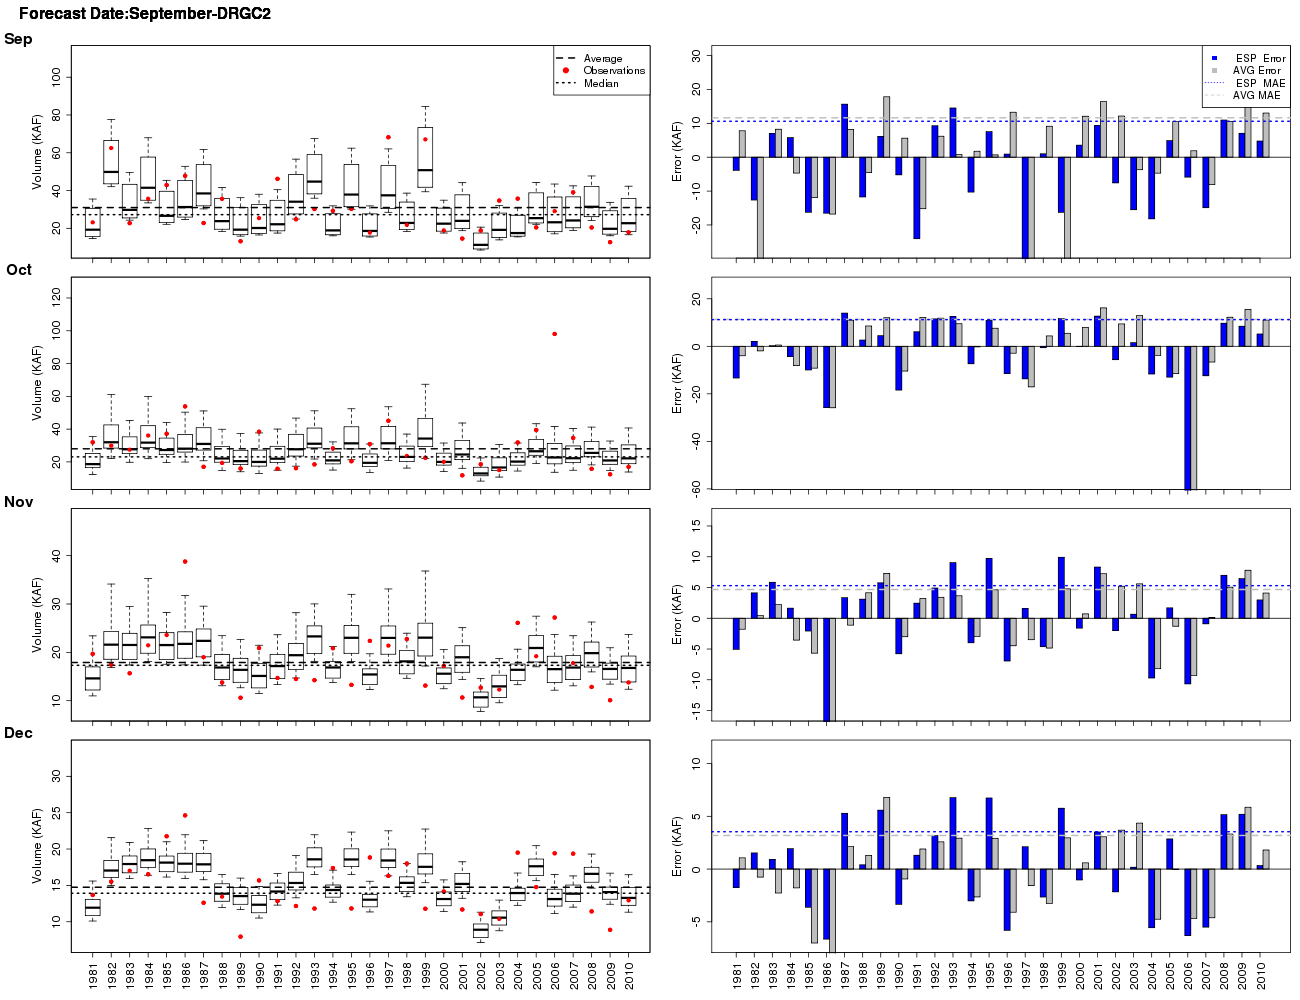 Forecast Date:September-DRGC2
Sep
Volume (KAF)
20 40 60 80 100
Average
Observations
Median
Error (KAF)
-20 -10 0 10 20 30
ESP Error
AVG Error
ESP MAE
AVG MAE
Oct
Volume (KAF)
20 40 60 80 100 120
Error (KAF)
-60 -40 -20 0 20
Nov
Volume (KAF)
10 20 30 40
Error (KAF)
-15 -10 -5 0 5 10 15
Dec
Volume (KAF)
10 15 20 25 30
Error (KAF)
-5 0 5 10
1981 1982 1983 1984 1985 1986 1987 1988 1989 1990 1991 1992 1993 1994 1995 1996 1997 1998 1999 2000 2001 2002 2003 2004 2005 2006 2007 2008 2009 2010
1981 1982 1983 1984 1985 1986 1987 1988 1989 1990 1991 1992 1993 1994 1995 1996 1997 1998 1999 2000 2001 2002 2003 2004 2005 2006 2007 2008 2009 2010